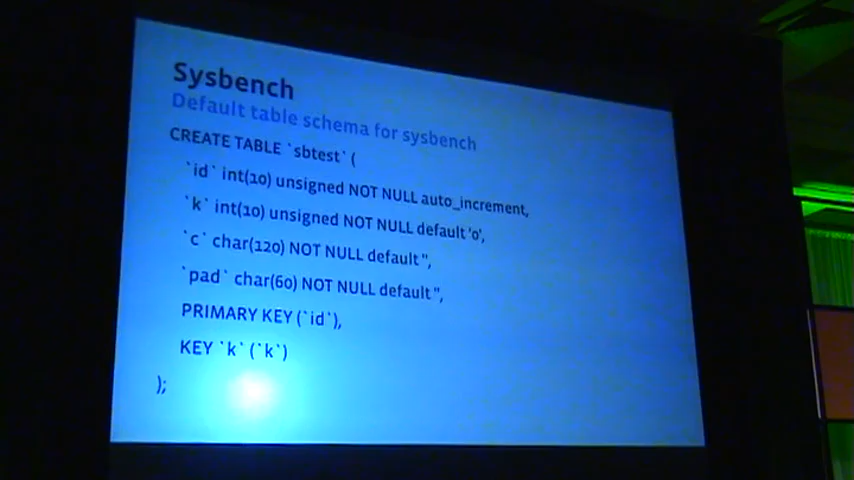 Sysbench
Default table schema for sysbench
CREATE TABLE `sbtest` (
`id` int(10) unsigned NOT NULL auto_increment,
`k` int(10) unsigned NOT NULL default '0',
`c` char(120) NOT NULL default '',
`pad` char(60) NOT NULL default '',
PRIMARY KEY (`id`),
KEY `k` (`k`)
);